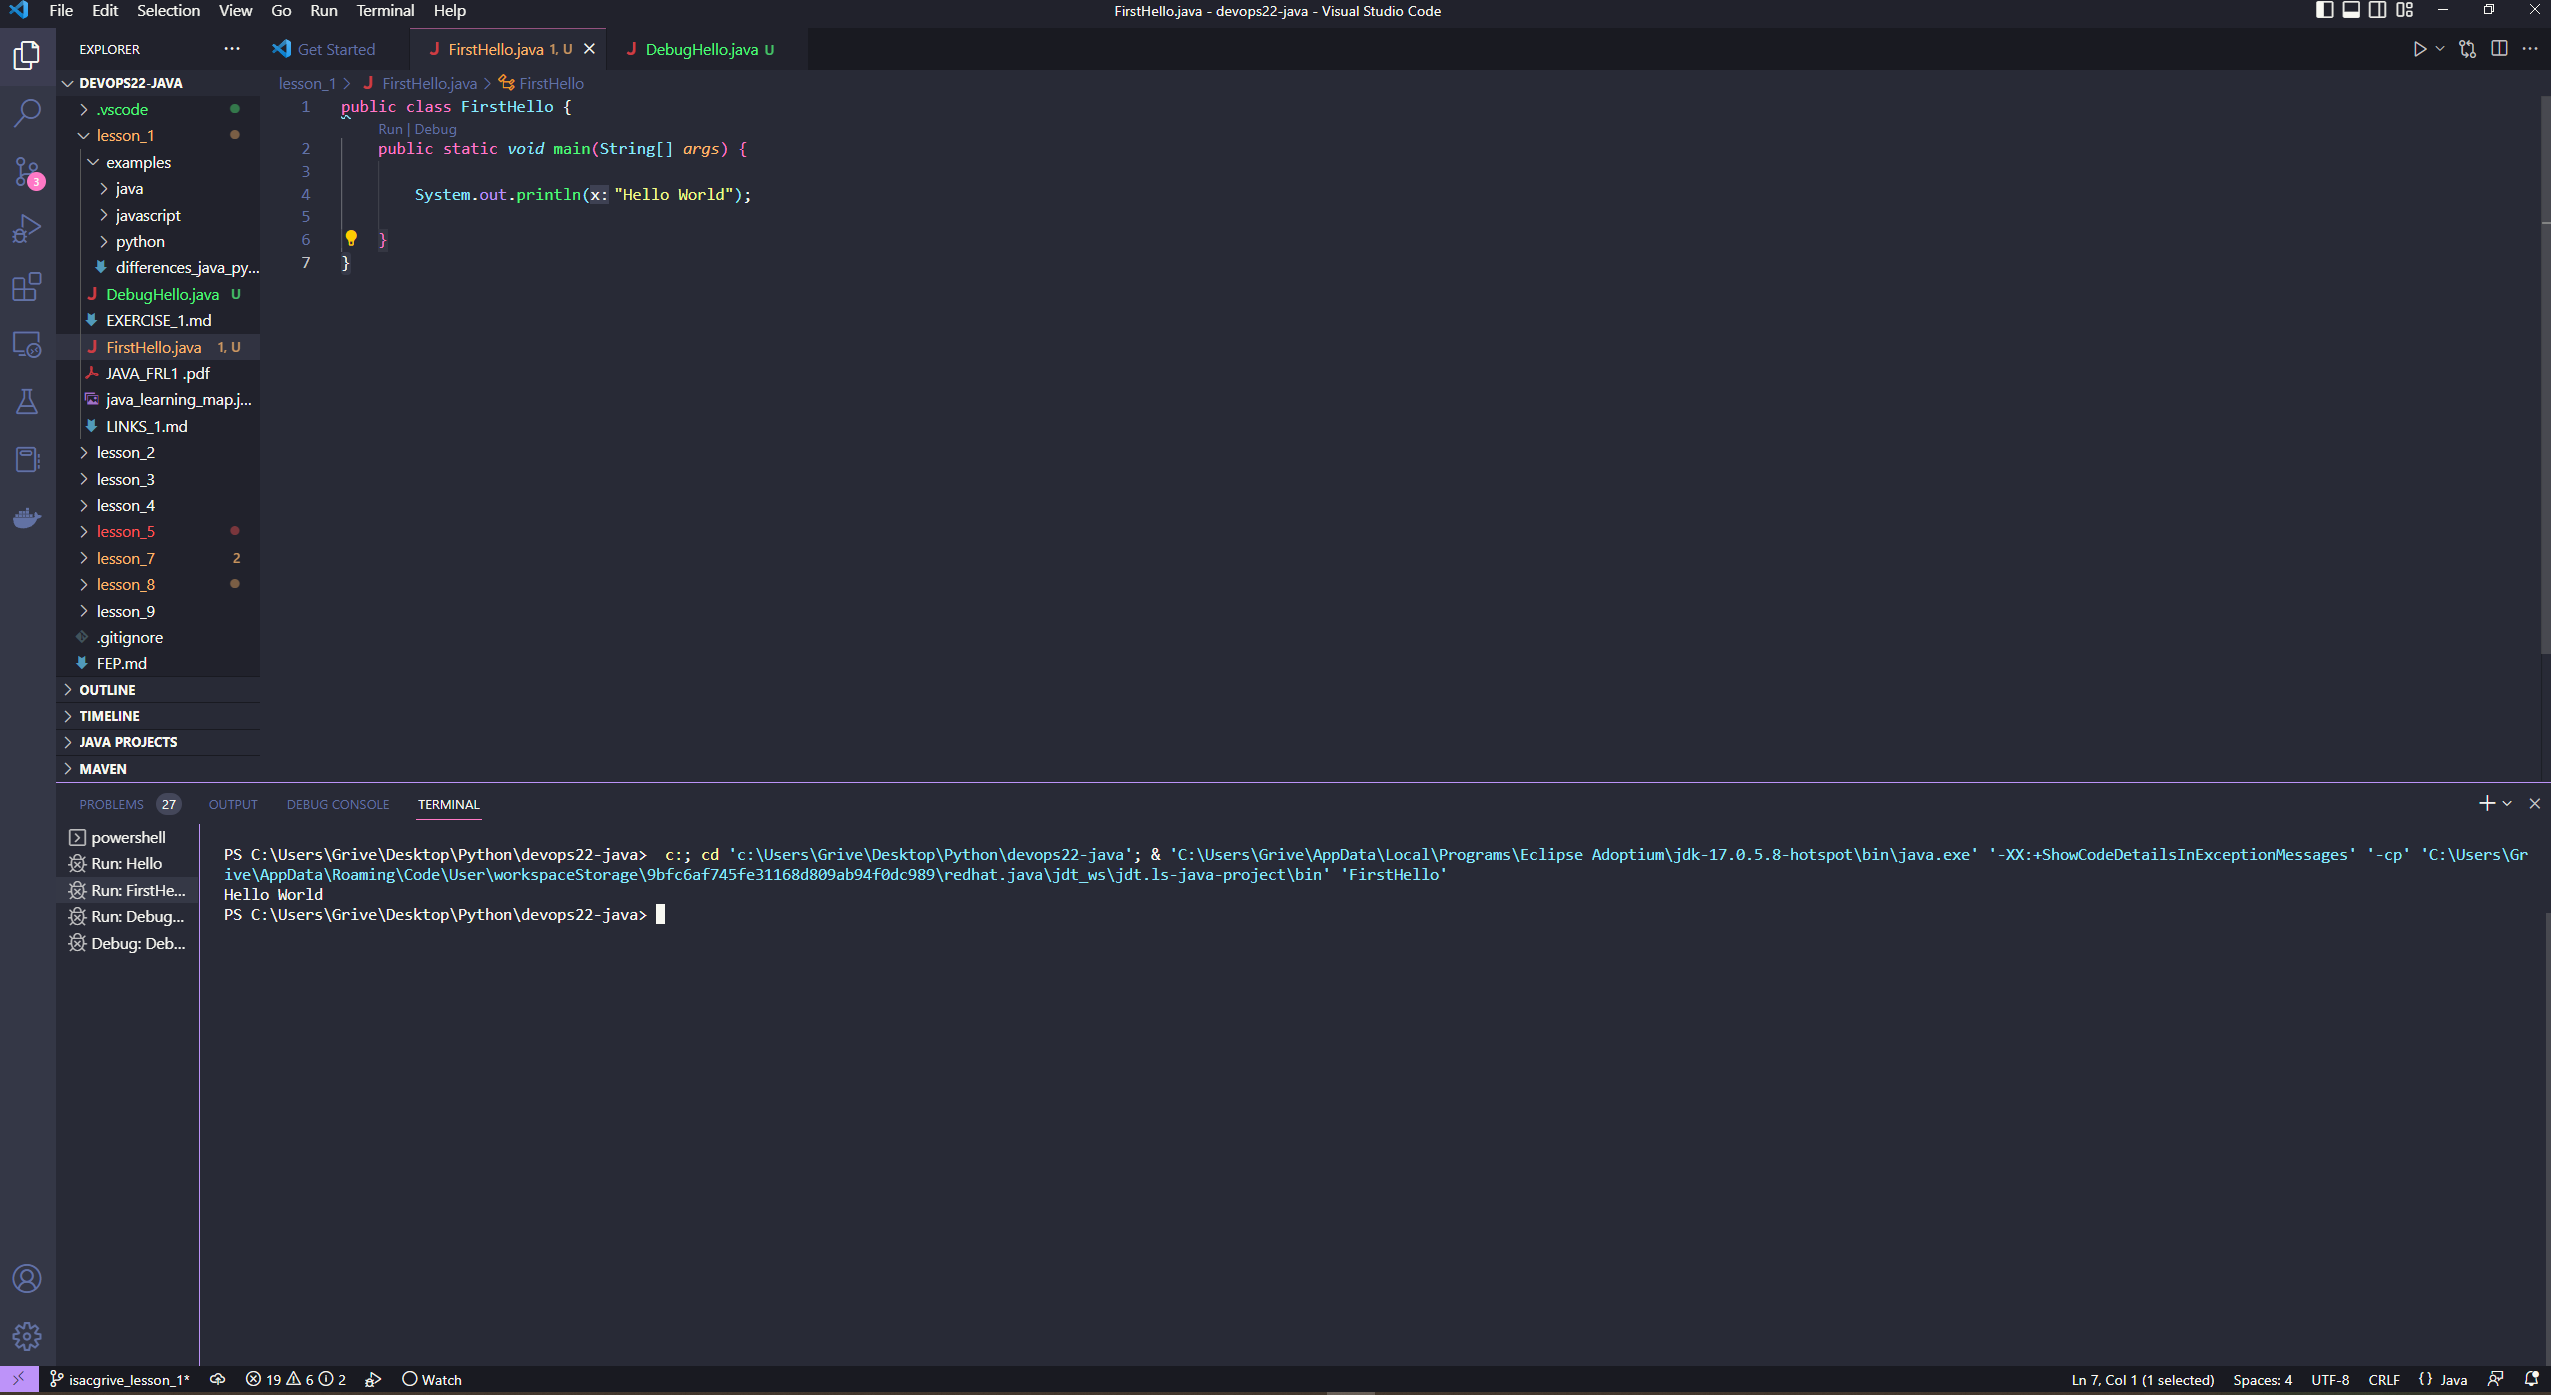 File Edit Selection View Go Run Terminal Help
FirstHello.java - devops22-java - Visual Studio Code
EXPLORER
Get Started
FirstHello.java 1, U
DebugHello.java U
DEVOPS22-JAVA
.vscode
lesson_1
examples
java
javascript
python
differences_java_py...
DebugHello.java U
EXERCISE_1.md
FirstHello.java 1, U
JAVA_FRL1 .pdf
java_learning_map.j...
LINKS_1.md
lesson_2
lesson_3
lesson_4
lesson_5
lesson_7 2
lesson_8
lesson_9
.gitignore
FEP.md
OUTLINE
TIMELINE
JAVA PROJECTS
MAVEN
3
lesson_1 > FirstHello.java > FirstHello
1 public class FirstHello {
Run | Debug
2 public static void main(String[] args) {
3
4 System.out.println(x: "Hello World");
5
6 }
7 }
PROBLEMS 27 OUTPUT DEBUG CONSOLE TERMINAL
powershell
Run: Hello
Run: FirstHe...
Run: Debug...
Debug: Deb...
PS C:\Users\Grive\Desktop\Python\devops22-java>  c:; cd 'c:\Users\Grive\Desktop\Python\devops22-java'; & 'C:\Users\Grive\AppData\Local\Programs\Eclipse Adoptium\jdk-17.0.5.8-hotspot\bin\java.exe' '-XX:+ShowCodeDetailsInExceptionMessages' '-cp' 'C:\Users\Gr
ive\AppData\Roaming\Code\User\workspaceStorage\9bfc6af745fe31168d809ab94f0dc989\redhat.java\jdt_ws\jdt.ls-java-project\bin' 'FirstHello'
Hello World
PS C:\Users\Grive\Desktop\Python\devops22-java>
isacgrive_lesson_1* 19 6 2 Watch
Ln 7, Col 1 (1 selected) Spaces: 4 UTF-8 CRLF {} Java